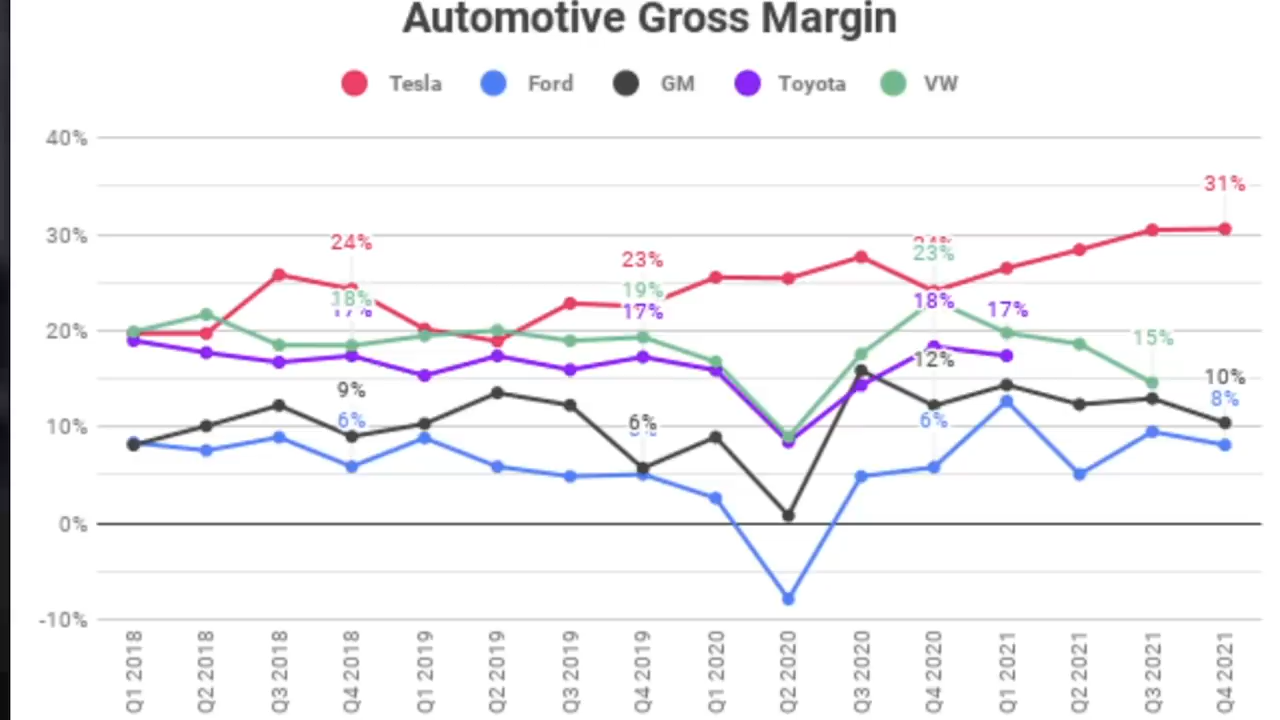 Automotive Gross Margin
Tesla Ford GM Toyota VW
40%
31%
30%
24%
23%
23%
19%
18%
17%
18%
17%
20%
15%
12%
10%
9%
8%
6%
6%
6%
10%
0%
-10%
Q1 2018
Q2 2018
Q3 2018
Q4 2018
Q1 2019
Q2 2019
Q3 2019
Q4 2019
Q1 2020
Q2 2020
Q3 2020
Q4 2020
Q1 2021
Q2 2021
Q3 2021
Q4 2021